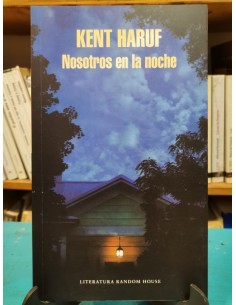 KENT HARUF
Nosotros en la noche
LITERATURA RANDOM HOUSE